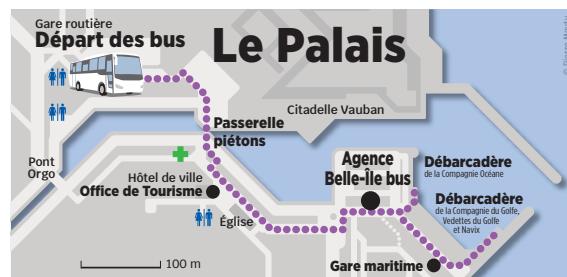 Gare routière
Départ des bus
Le Palais
Citadelle Vauban
Passerelle
piétons
Pont
Orgo
Hôtel de ville
Office de Tourisme
Église
Agence
Belle-Île bus
Débarcadère
de la Compagnie Océane
Débarcadère
de la Compagnie du Golfe,
Vedettes du Golfe
et Navix
Gare maritime
100 m